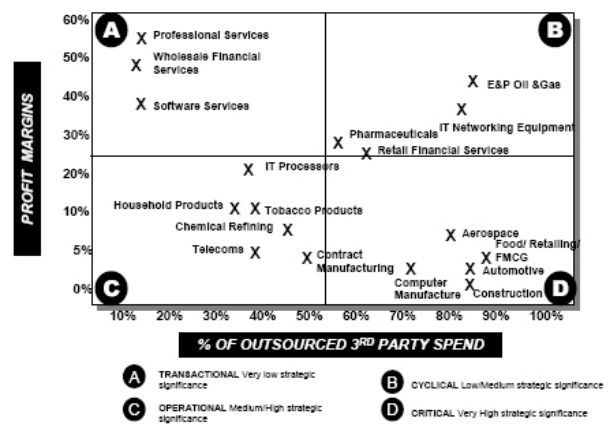 60%
50%
40%
30%
20%
10%
5%
0%
PROFIT MARGINS
A
B
X Professional Services
X Wholesale Financial
Services
X Software Services
X E&P Oil &Gas
X
IT Networking Equipment
X Pharmaceuticals
X Retail Financial Services
X IT Processors
Household Products X X Tobacco Products
Chemical Refining X
Telecoms X
X Contract
Manufacturing
X Aerospace
X Food/ Retailing/
FMCG
X
Computer
Manufacture
X Automotive
X Construction
C
D
10% 20% 30% 40% 50% 60% 70% 80% 90% 100%
% OF OUTSOURCED 3RD PARTY SPEND
A TRANSACTIONAL Very low strategic
significance
B CYCLICAL Low/Medium strategic significance
C OPERATIONAL Medium/High strategic
significance
D CRITICAL Very High strategic significance